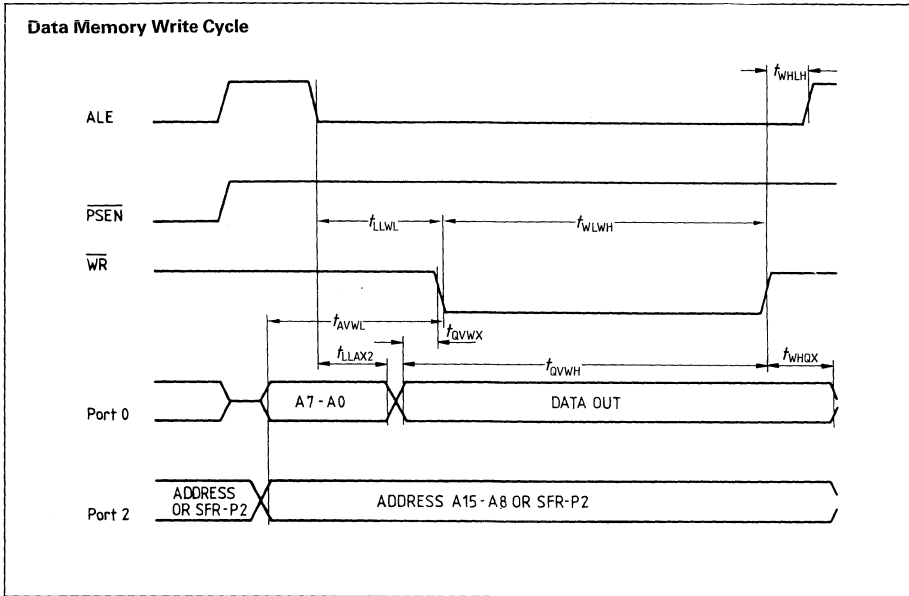 Data Memory Write Cycle
tWHLH
ALE
PSEN
tLLWL
tWLWH
WR
tAVWL
tQVWX
tLLAX2
tQVWH
tWHQX
Port 0
A7 - A0
DATA OUT
Port 2
ADDRESS
OR SFR-P2
ADDRESS A15 - A8 OR SFR-P2